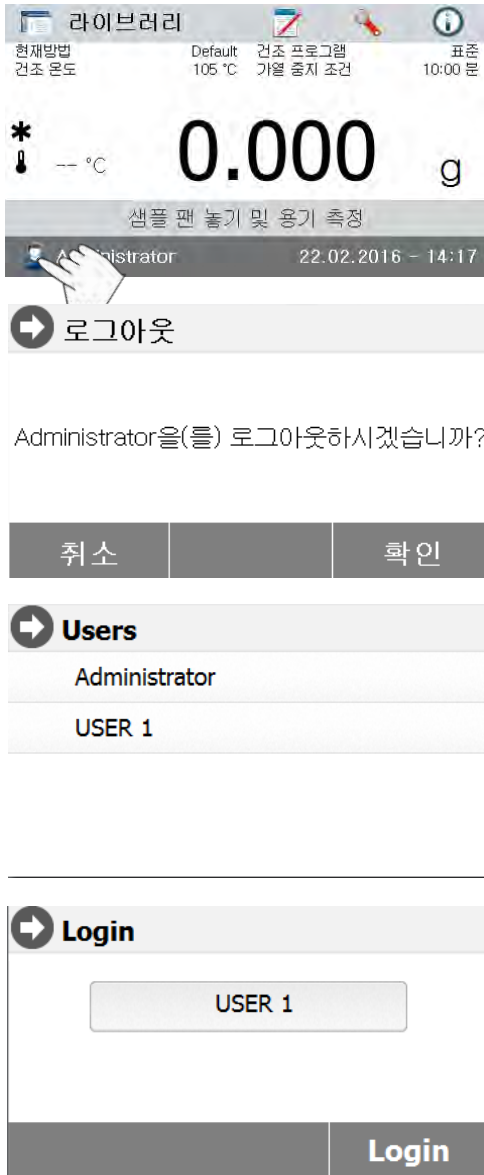 라이브러리
현재방법 Default 건조 프로그램 표준
건조 온도 105 °C 가열 중지 조건 10:00 분
-- °C 0.000 g
샘플 팬 놓기 및 용기 측정
Administrator 22.02.2016 - 14:17
로그아웃
Administrator을(를) 로그아웃하시겠습니까?
취소 확인
Users
Administrator
USER 1
Login
USER 1
Login